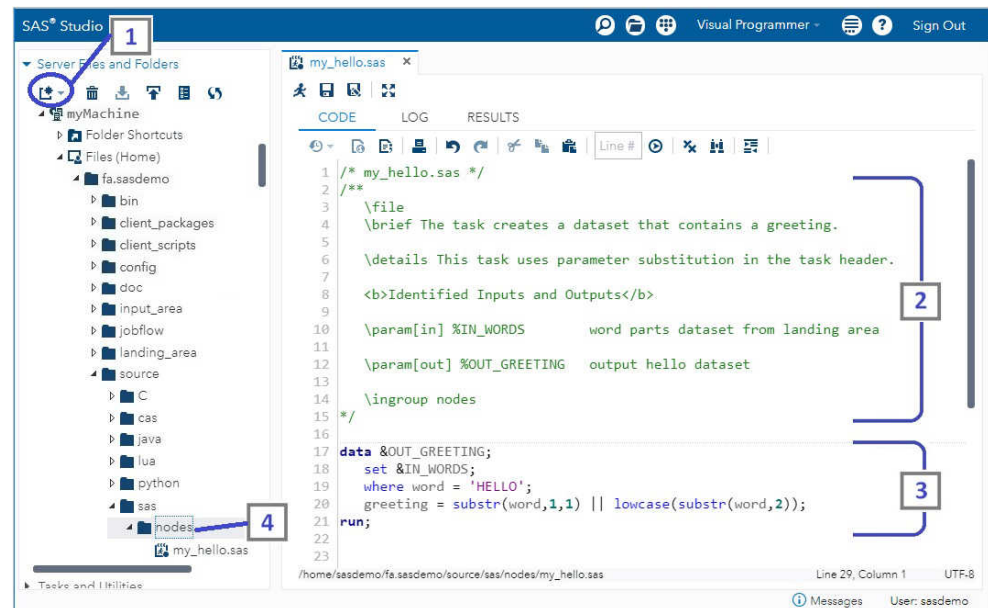 SAS® Studio
1
Visual Programmer
?
Sign Out
Server Files and Folders
myMachine
Folder Shortcuts
Files (Home)
fa.sasdemo
bin
client_packages
client_scripts
config
doc
input_area
jobflow
landing_area
source
C
cas
java
lua
python
sas
nodes
4
my_hello.sas
Tasks and Utilities
my_hello.sas ×
CODE LOG RESULTS
Line #
1 /* my_hello.sas */
2 /**
3 \file
4 \brief The task creates a dataset that contains a greeting.
5
6 \details This task uses parameter substitution in the task header.
7
8 <b>Identified Inputs and Outputs</b>
9
10 \param[in] %IN_WORDS word parts dataset from landing area
11
12 \param[out] %OUT_GREETING output hello dataset
13
14 \ingroup nodes
15 */
16
17 data &OUT_GREETING;
18 set &IN_WORDS;
19 where word = 'HELLO';
20 greeting = substr(word,1,1) || lowcase(substr(word,2));
21 run;
22
23
2
3
/home/sasdemo/fa.sasdemo/source/sas/nodes/my_hello.sas Line 29, Column 1 UTF-8
Messages User: sasdemo